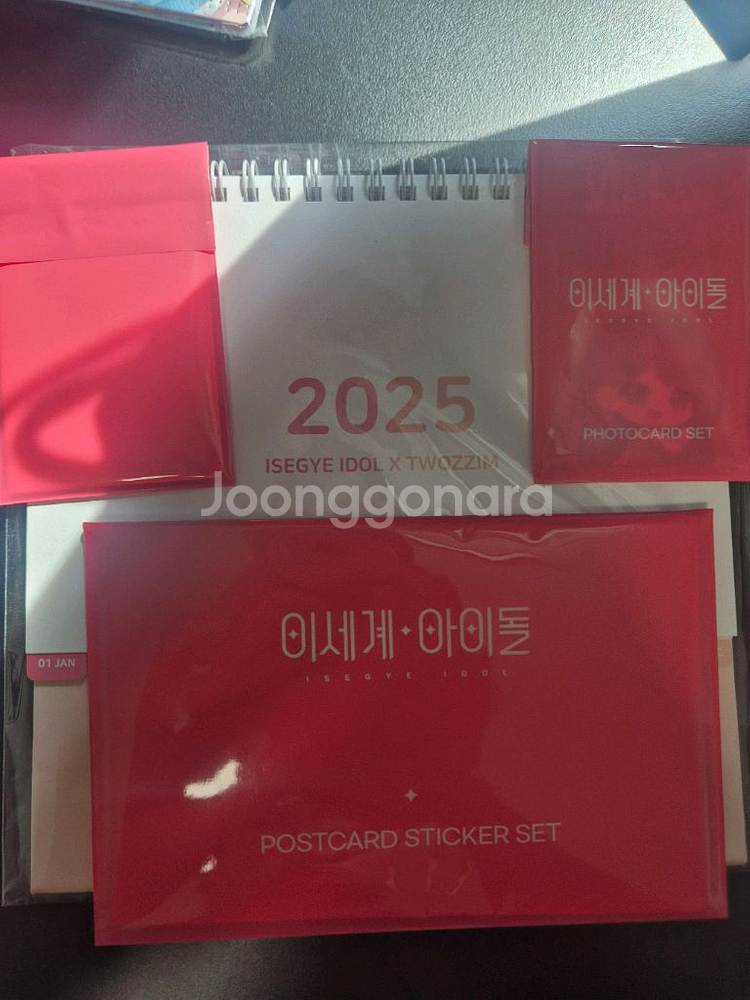 이세계·아이돌
ISEGYE IDOL
PHOTOCARD SET
2025
ISEGYE IDOL X TWOZZIM
Joonggonara
이세계·아이돌
ISEGYE IDOL
01 JAN
POSTCARD STICKER SET